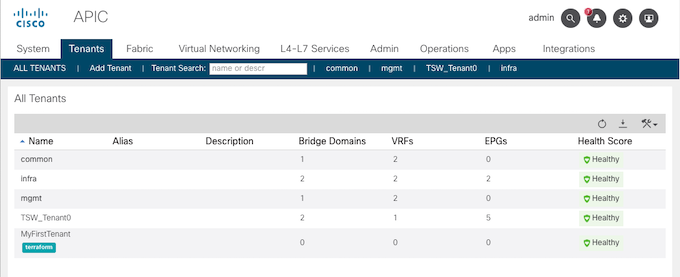 CISCO APIC admin 7
System Tenants Fabric Virtual Networking L4-L7 Services Admin Operations Apps Integrations
ALL TENANTS | Add Tenant | Tenant Search: name or descr | common | mgmt | TSW_Tenant0 | infra
All Tenants
Name Alias Description Bridge Domains VRFs EPGs Health Score
common 1 2 0 Healthy
infra 2 2 2 Healthy
mgmt 1 2 0 Healthy
TSW_Tenant0 2 1 5 Healthy
MyFirstTenant
terraform 0 0 0 Healthy